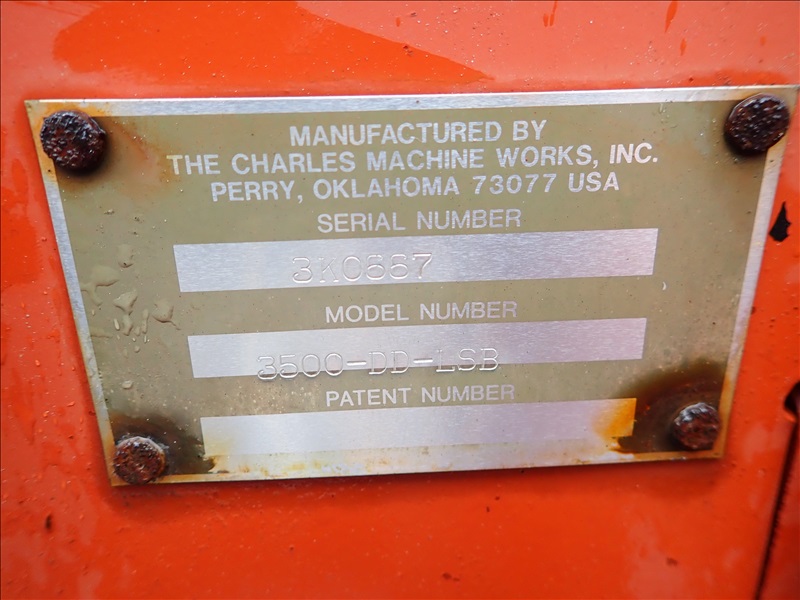 MANUFACTURED BY
THE CHARLES MACHINE WORKS, INC.
PERRY, OKLAHOMA 73077 USA
SERIAL NUMBER
3K0667
MODEL NUMBER
3500-DD-LSB
PATENT NUMBER